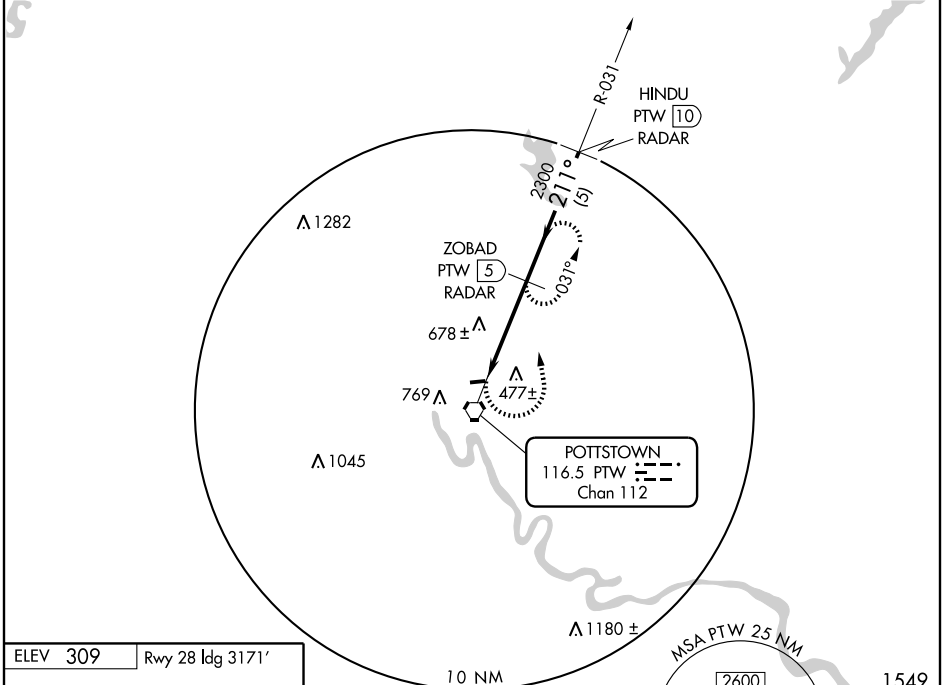 R-031
HINDU
PTW 10
RADAR
2300
211°
(5)
1282
ZOBAD
PTW 5
RADAR
031°
678 ±
769
477±
1045
POTTSTOWN
116.5 PTW
Chan 112
1180 ±
10 NM
ELEV 309
Rwy 28 ldg 3171'
MSA PTW 25 NM
2600
1549